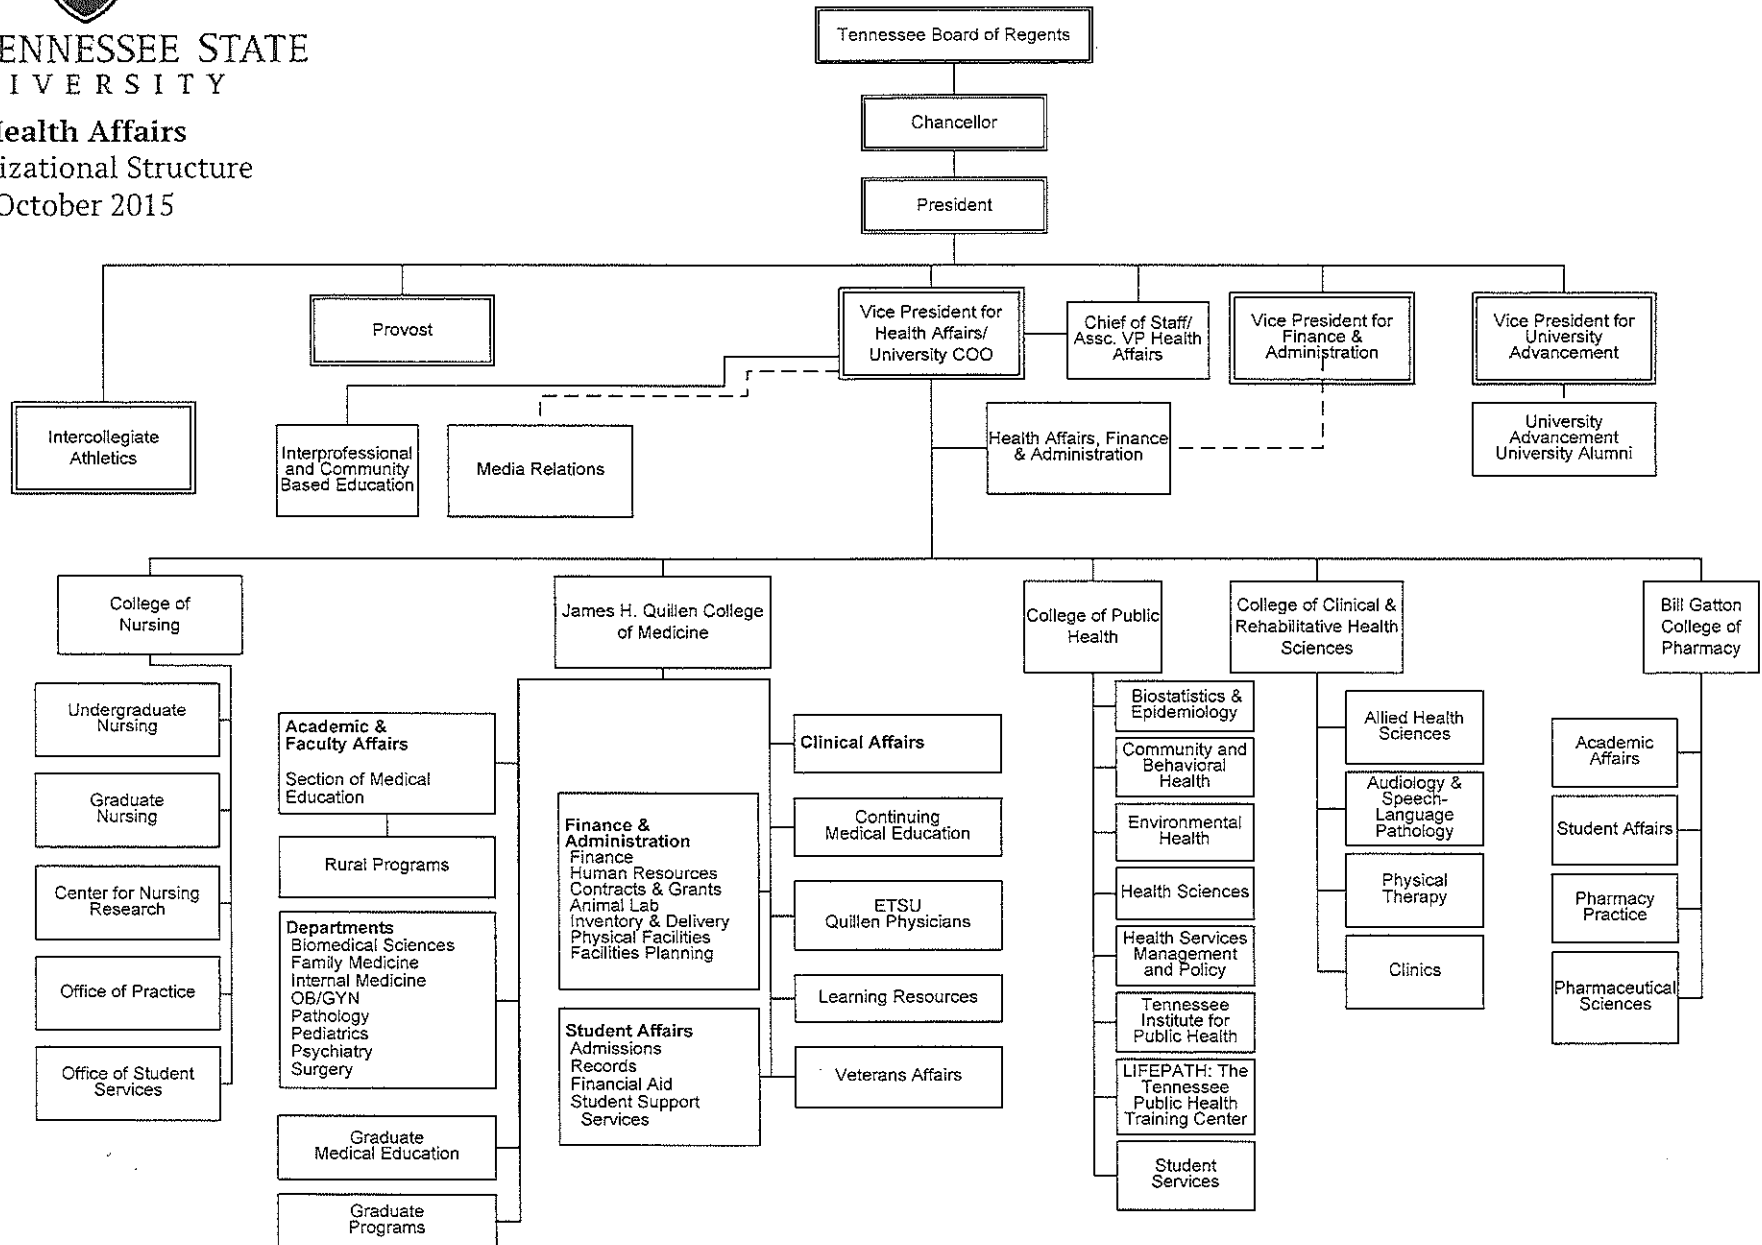 ENNESSEE STATE
IVERSITY
Health Affairs
izational Structure
October 2015
Tennessee Board of Regents
Chancellor
President
Provost
Vice President for
Health Affairs/
University COO
Chief of Staff/
Assc. VP Health
Affairs
Vice President for
Finance &
Administration
Vice President for
University
Advancement
Intercollegiate
Athletics
Interprofessional
and Community
Based Education
Media Relations
Health Affairs, Finance
& Administration
University
Advancement
University Alumni
College of
Nursing
James H. Quillen College
of Medicine
College of Public
Health
College of Clinical &
Rehabilitative Health
Sciences
Bill Gatton
College of
Pharmacy
Undergraduate
Nursing
Graduate
Nursing
Center for Nursing
Research
Office of Practice
Office of Student
Services
Academic &
Faculty Affairs
Section of Medical
Education
Rural Programs
Departments
Biomedical Sciences
Family Medicine
Internal Medicine
OB/GYN
Pathology
Pediatrics
Psychiatry
Surgery
Graduate
Medical Education
Graduate
Programs
Finance &
Administration
Finance
Human Resources
Contracts & Grants
Animal Lab
Inventory & Delivery
Physical Facilities
Facilities Planning
Student Affairs
Admissions
Records
Financial Aid
Student Support
Services
Clinical Affairs
Continuing
Medical Education
ETSU
Quillen Physicians
Learning Resources
Veterans Affairs
Biostatistics &
Epidemiology
Community and
Behavioral
Health
Environmental
Health
Health Sciences
Health Services
Management
and Policy
Tennessee
Institute for
Public Health
LIFEPATH: The
Tennessee
Public Health
Training Center
Student
Services
Allied Health
Sciences
Audiology &
Speech-
Language
Pathology
Physical
Therapy
Clinics
Academic
Affairs
Student Affairs
Pharmacy
Practice
Pharmaceutical
Sciences